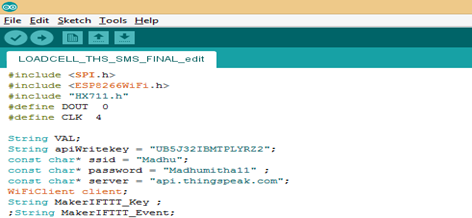 File Edit Sketch Tools Help
LOADCELL_THS_SMS_FINAL_edit
#include <SPI.h>
#include <ESP8266WiFi.h>
#include "HX711.h"
#define DOUT 0
#define CLK 4
String VAL;
String apiWritekey = "UB5J32IBMTPLYRZ2";
const char* ssid = "Madhu";
const char* password = "Madhumitha11" ;
const char* server = "api.thingspeak.com";
WiFiClient client;
String MakerIFTTT_Key ;
;String MakerIFTTT_Event;